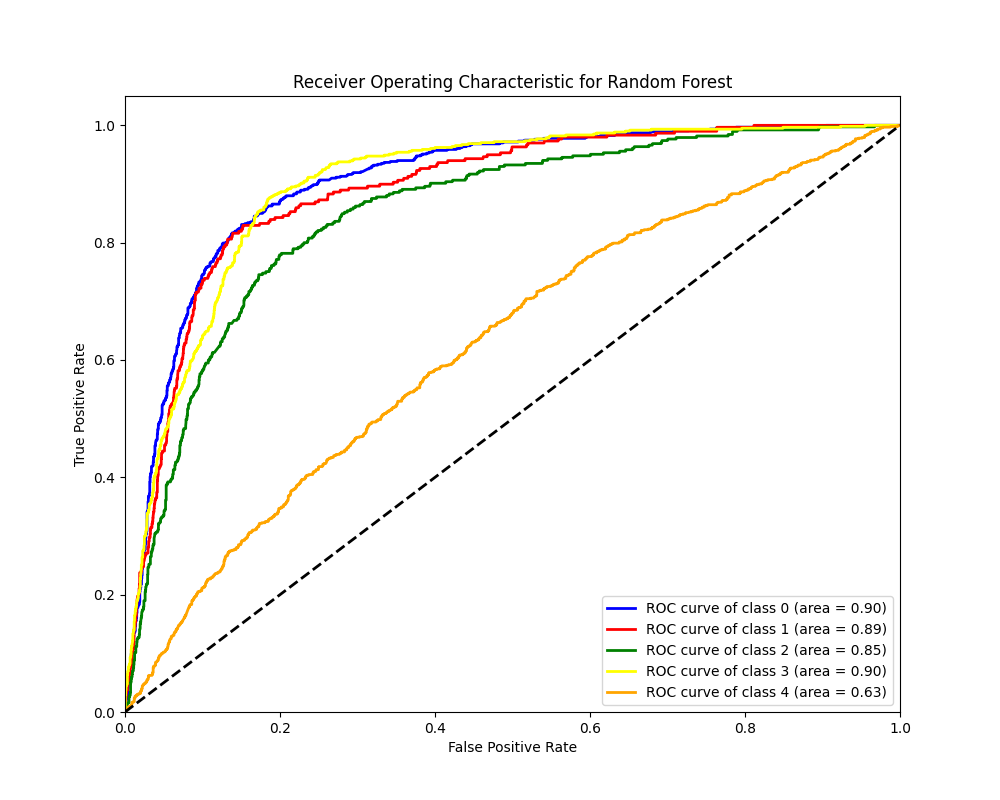 Receiver Operating Characteristic for Random Forest
1.0
0.8
0.6
0.4
0.2
0.0
True Positive Rate
ROC curve of class 0 (area = 0.90)
ROC curve of class 1 (area = 0.89)
ROC curve of class 2 (area = 0.85)
ROC curve of class 3 (area = 0.90)
ROC curve of class 4 (area = 0.63)
0.0 0.2 0.4 0.6 0.8 1.0
False Positive Rate